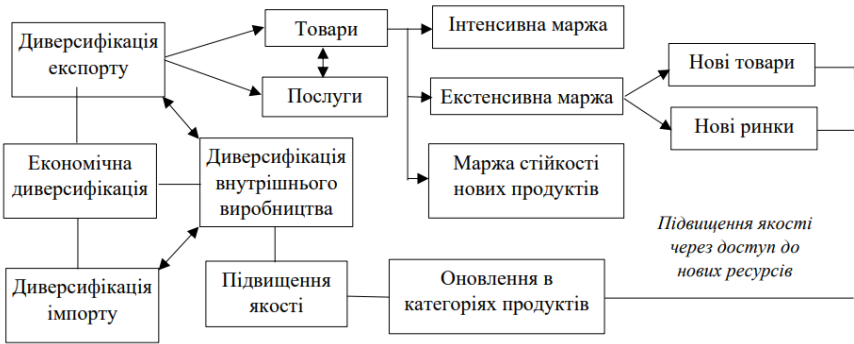 Диверсифікація
експорту
Товари
Послуги
Інтенсивна маржа
Екстенсивна маржа
Нові товари
Нові ринки
Маржа стійкості
нових продуктів
Економічна
диверсифікація
Диверсифікація
внутрішнього
виробництва
Підвищення якості
через доступ до
нових ресурсів
Диверсифікація
імпорту
Підвищення
якості
Оновлення в
категоріях продуктів